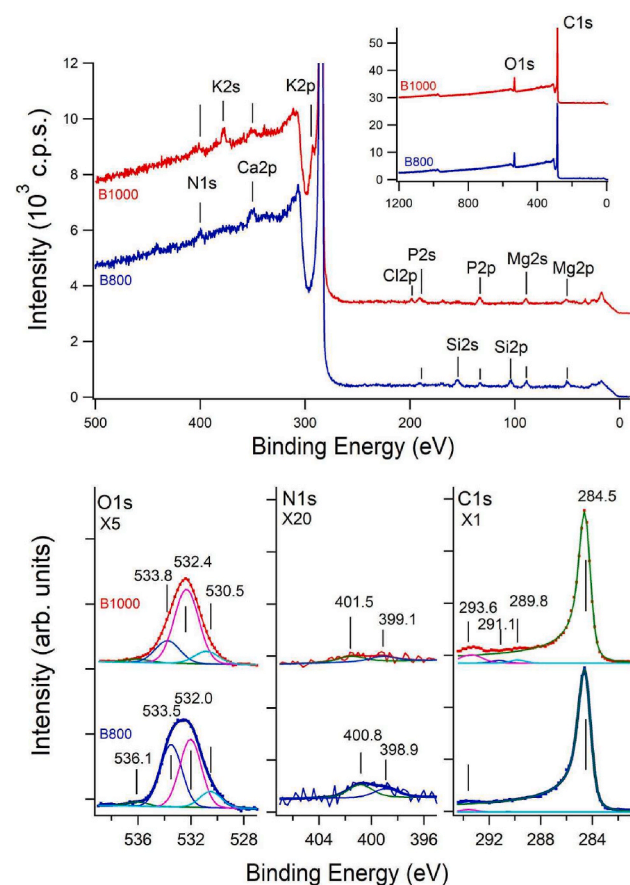 C1s
O1s
B1000
B800
50
40
30
20
10
0
1200
800
400
0
12
10
8
6
4
2
0
K2s
K2p
B1000
N1s
Ca2p
B800
P2s
Cl2p
P2p
Mg2s
Mg2p
Si2s
Si2p
500
400
300
200
100
0
Intensity (10³ c.p.s.)
Binding Energy (eV)
O1s
X5
533.8
532.4
530.5
B1000
533.5
532.0
B800
536.1
536
532
528
N1s
X20
401.5
399.1
400.8
398.9
404
400
396
C1s
X1
284.5
293.6
291.1
289.8
292
288
284
Intensity (arb. units)
Binding Energy (eV)